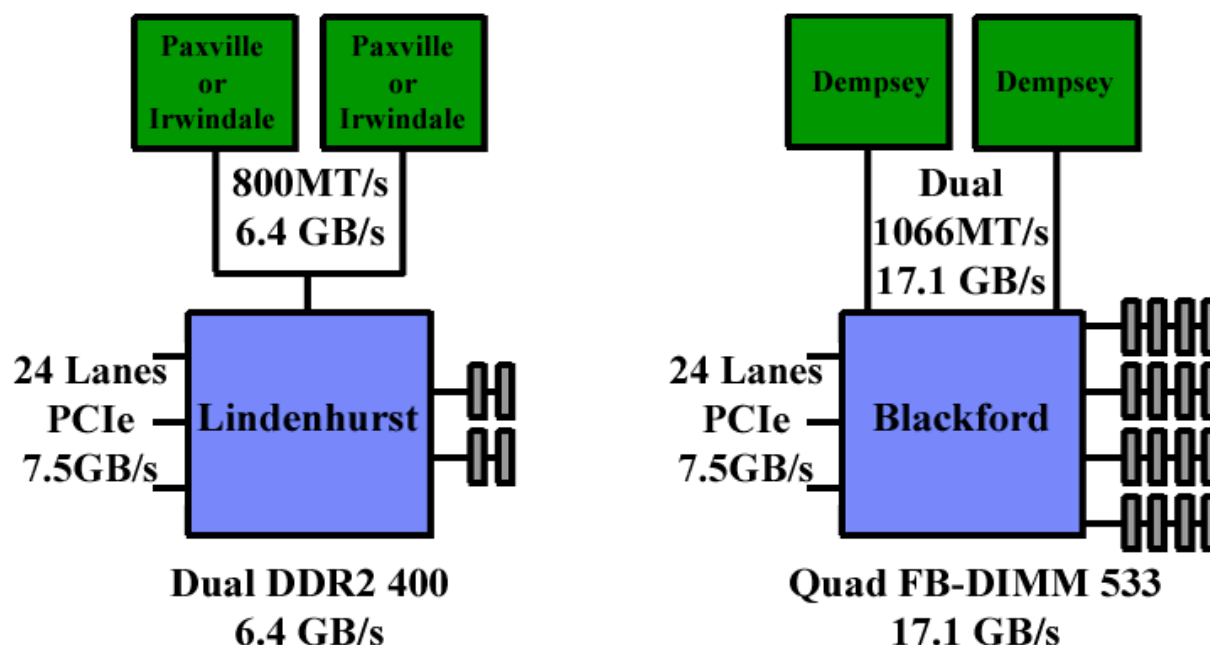 Paxville
or
Irwindale
Paxville
or
Irwindale
800MT/s
6.4 GB/s
24 Lanes
PCIe
7.5GB/s
Lindenhurst
Dual DDR2 400
6.4 GB/s
Dempsey
Dempsey
Dual
1066MT/s
17.1 GB/s
24 Lanes
PCIe
7.5GB/s
Blackford
Quad FB-DIMM 533
17.1 GB/s